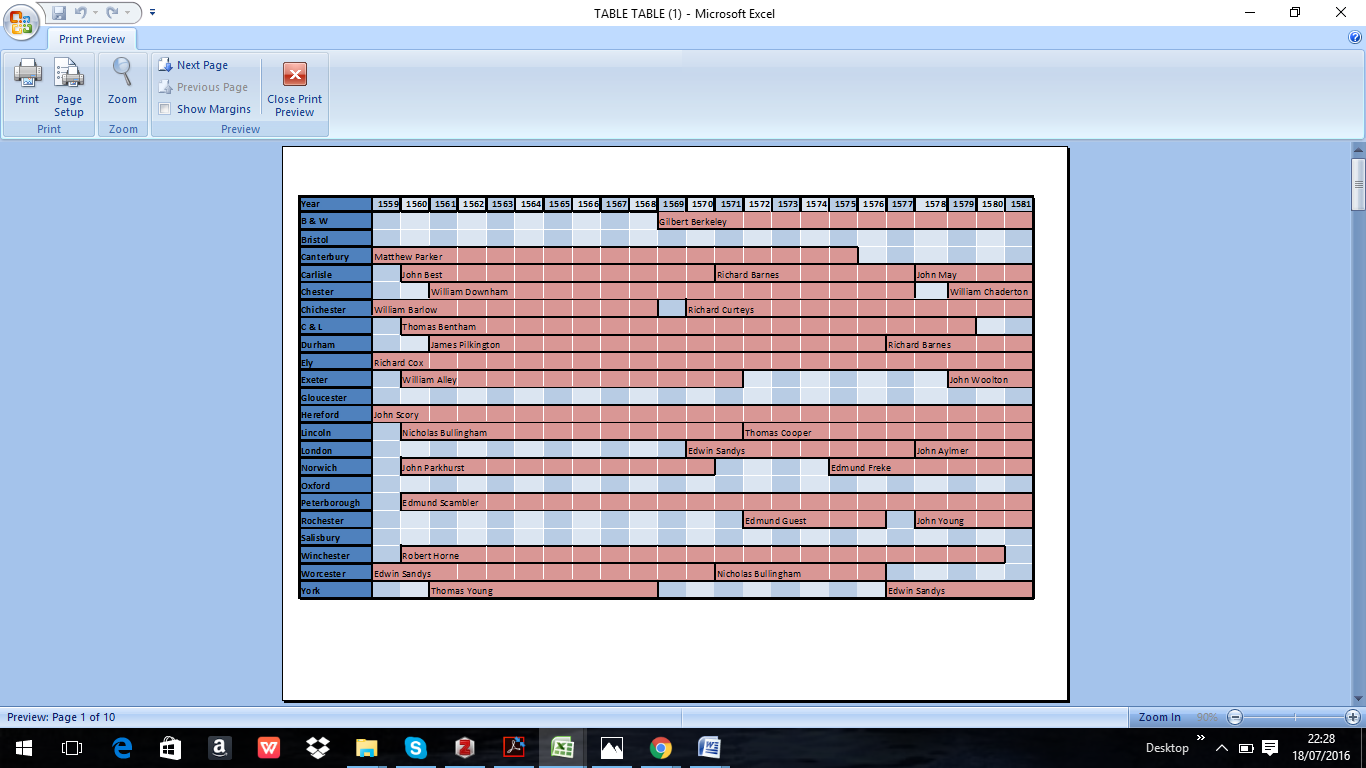 TABLE TABLE (1) - Microsoft Excel
Print Preview
Print
Page Setup
Zoom
Next Page
Previous Page
Show Margins
Close Print Preview
Print
Zoom
Preview
Year 1559 1560 1561 1562 1563 1564 1565 1566 1567 1568 1569 1570 1571 1572 1573 1574 1575 1576 1577 1578 1579 1580 1581
B & W Gilbert Berkeley
Bristol
Canterbury Matthew Parker
Carlisle John Best Richard Barnes John May
Chester William Downham William Chaderton
Chichester William Barlow Richard Curteys
C & L Thomas Bentham
Durham James Pilkington Richard Barnes
Ely Richard Cox
Exeter William Alley John Woolton
Gloucester
Hereford John Scory
Lincoln Nicholas Bullingham Thomas Cooper
London Edwin Sandys John Aylmer
Norwich John Parkhurst Edmund Freke
Oxford
Peterborough Edmund Scambler
Rochester Edmund Guest John Young
Salisbury
Winchester Robert Horne
Worcester Edwin Sandys Nicholas Bullingham
York Thomas Young Edwin Sandys
Preview: Page 1 of 10
Zoom In 90%
Desktop
22:28
18/07/2016